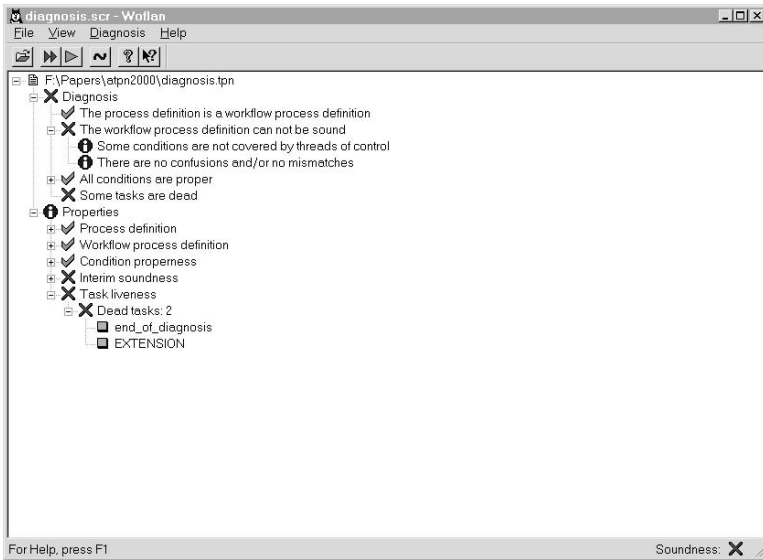 diagnosis.scr - Woflan
File View Diagnosis Help
F:\Papers\atpn2000\diagnosis.tpn
Diagnosis
The process definition is a workflow process definition
The workflow process definition can not be sound
Some conditions are not covered by threads of control
There are no confusions and/or no mismatches
All conditions are proper
Some tasks are dead
Properties
Process definition
Workflow process definition
Condition properness
Interim soundness
Task liveness
Dead tasks: 2
end_of_diagnosis
EXTENSION
For Help, press F1 Soundness: